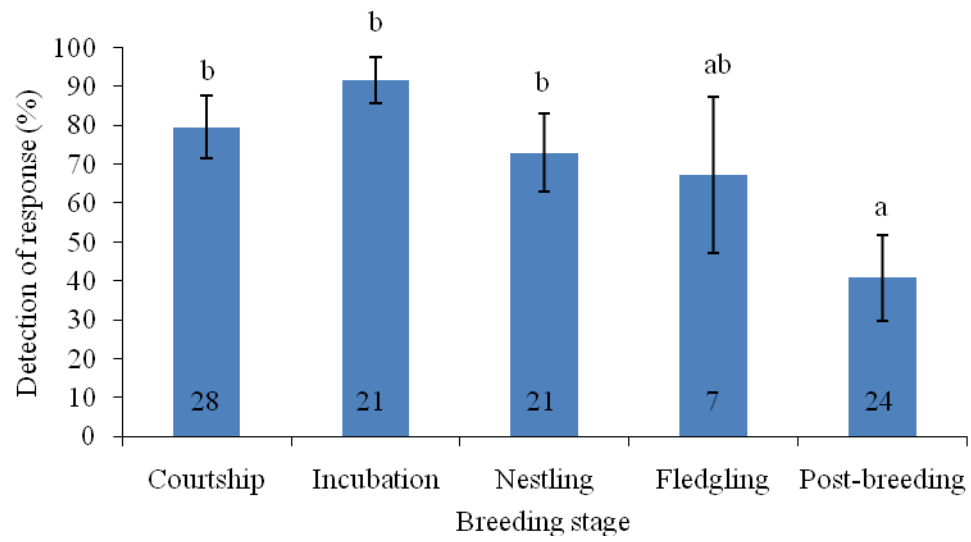 Detection of response (%)
100
90
80
70
60
50
40
30
20
10
0
b
b
b
ab
a
28
21
21
7
24
Courtship
Incubation
Nestling
Fledgling
Post-breeding
Breeding stage